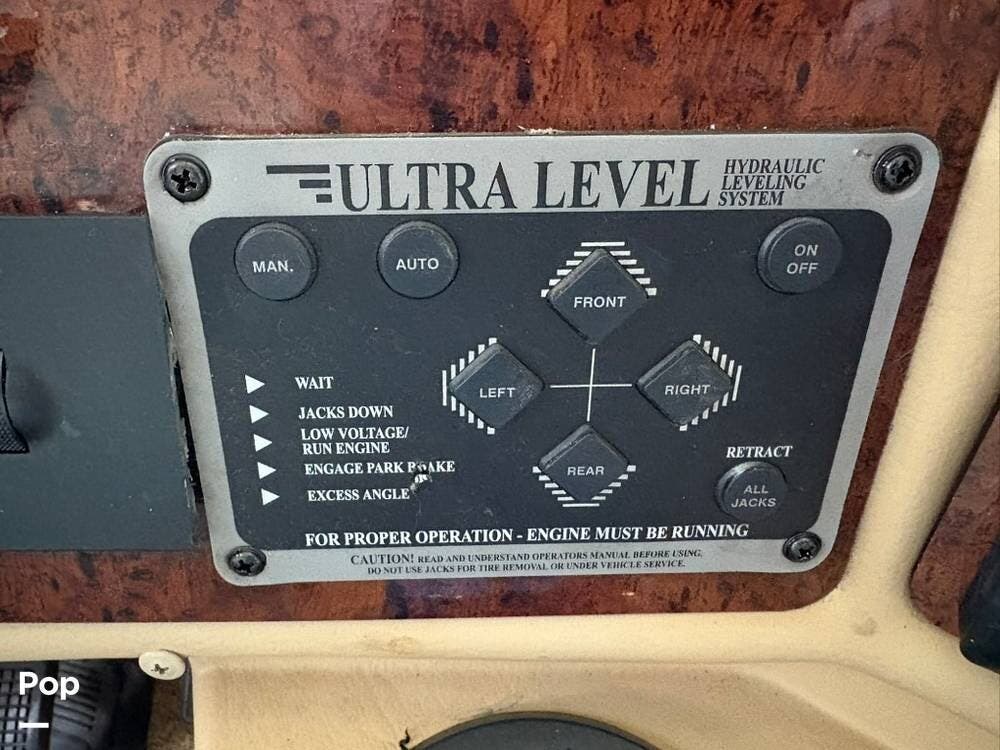 ULTRA LEVEL
HYDRAULIC
LEVELING
SYSTEM
MAN.
AUTO
ON
OFF
FRONT
LEFT
RIGHT
REAR
WAIT
JACKS DOWN
LOW VOLTAGE/
RUN ENGINE
ENGAGE PARK BRAKE
EXCESS ANGLE
RETRACT
ALL
JACKS
FOR PROPER OPERATION - ENGINE MUST BE RUNNING
CAUTION! READ AND UNDERSTAND OPERATORS MANUAL BEFORE USING.
DO NOT USE JACKS FOR TIRE REMOVAL OR UNDER VEHICLE SERVICE.
Pop